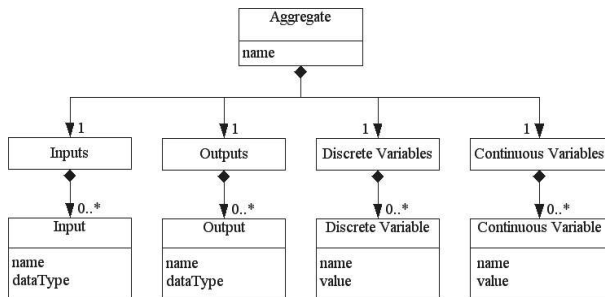 Aggregate
name
1 1 1 1
Inputs Outputs Discrete Variables Continuous Variables
0..* 0..* 0..* 0..*
Input Output Discrete Variable Continuous Variable
name name name name
dataType dataType value value